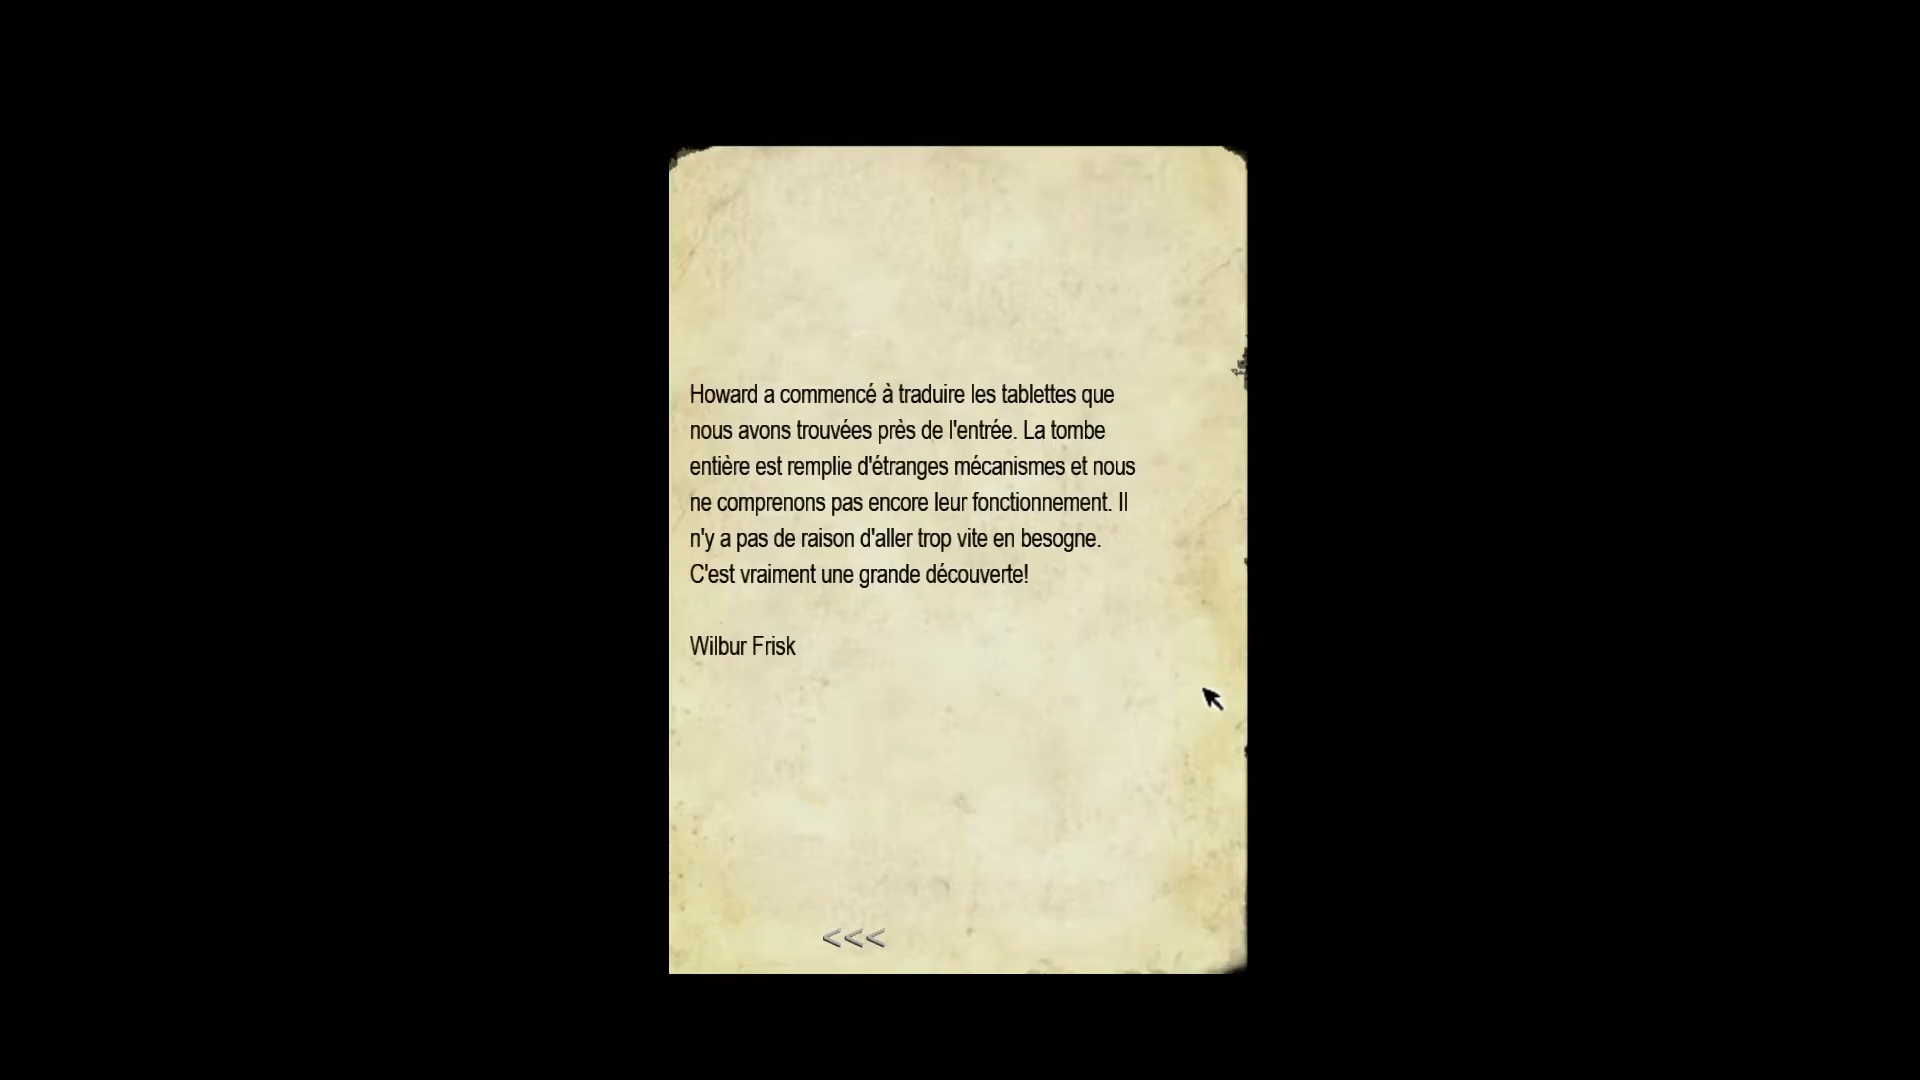 Howard a commencé à traduire les tablettes que
nous avons trouvées près de l'entrée. La tombe
entière est remplie d'étranges mécanismes et nous
ne comprenons pas encore leur fonctionnement. Il
n'y a pas de raison d'aller trop vite en besogne.
C'est vraiment une grande découverte!
Wilbur Frisk
<<<